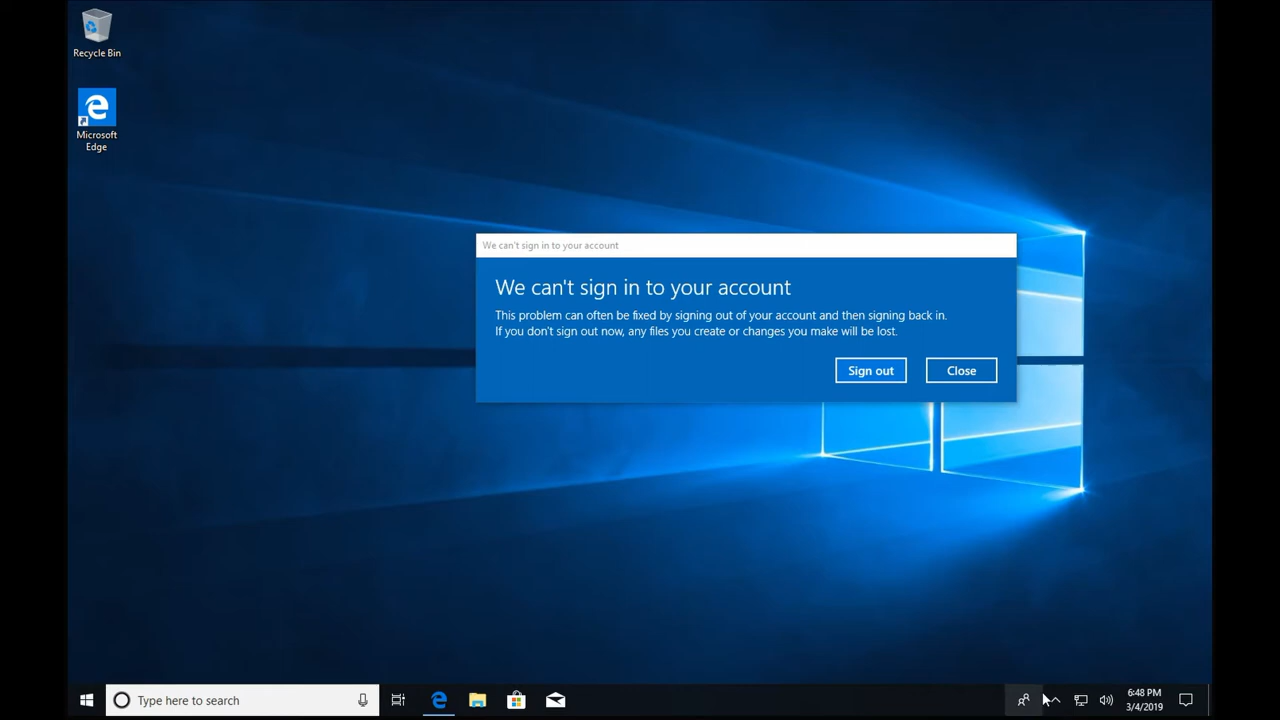 Recycle Bin
Microsoft
Edge
We can't sign in to your account
We can't sign in to your account
This problem can often be fixed by signing out of your account and then signing back in.
If you don't sign out now, any files you create or changes you make will be lost.
Sign out
Close
Type here to search
6:48 PM
3/4/2019